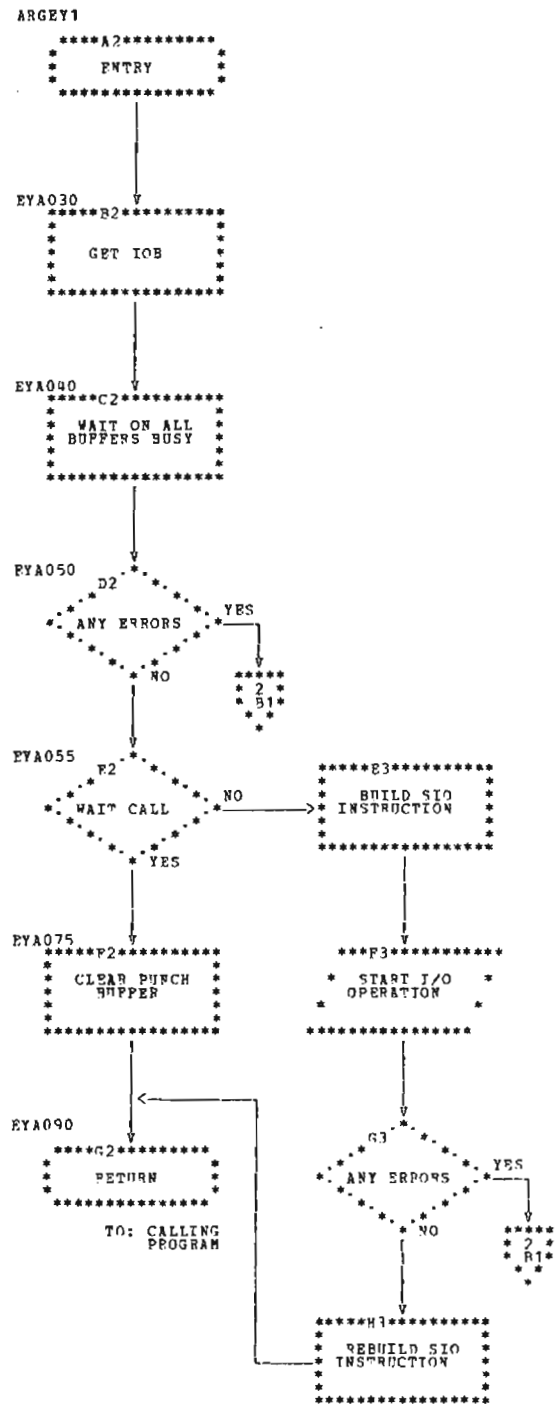 ARGEY1
A2
ENTRY
EYA030
B2
GET IOB
EYA040
C2
WAIT ON ALL
BUFFERS BUSY
EYA050
D2
ANY ERRORS
YES
NO
2
B1
EYA055
E2
WAIT CALL
NO
YES
E3
BUILD SIO
INSTRUCTION
EYA075
F2
CLEAR PUNCH
BUFFER
F3
START I/O
OPERATION
EYA090
G2
RETURN
TO: CALLING
PROGRAM
G3
ANY ERRORS
YES
NO
2
B1
H3
REBUILD SIO
INSTRUCTION